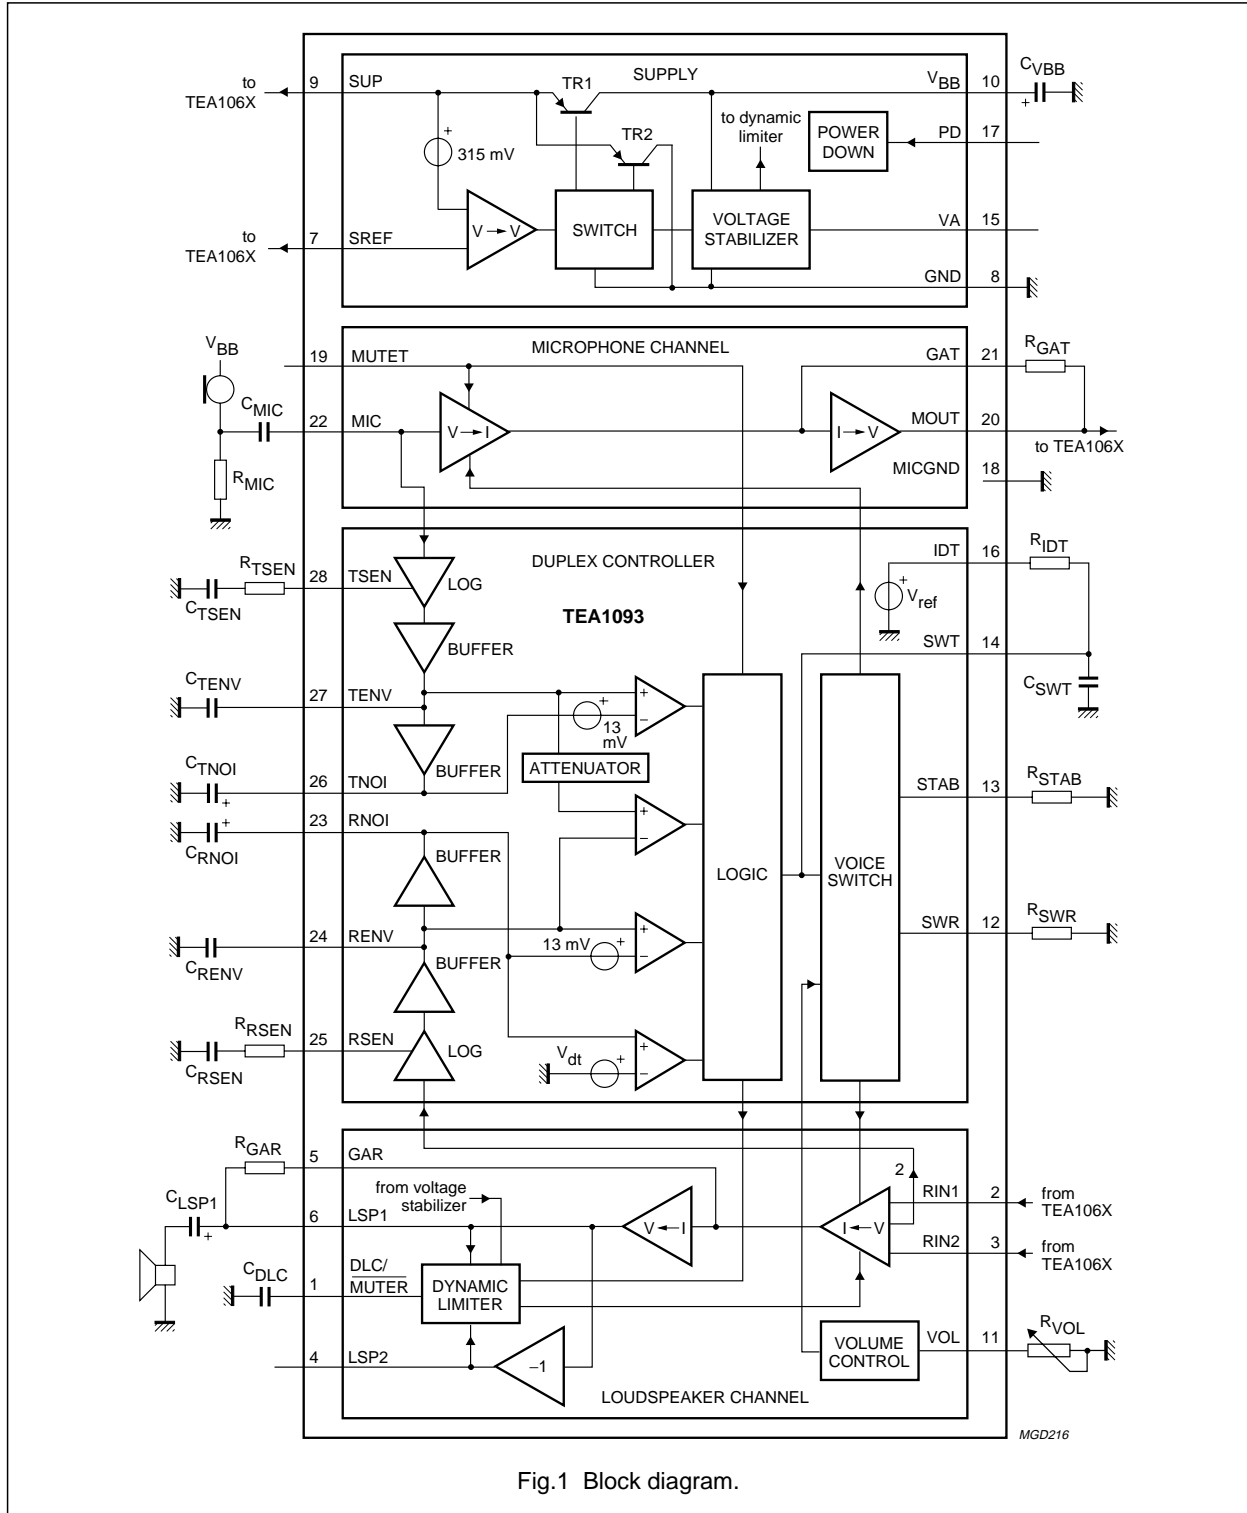 SUPPLY
to
TEA106X
9 SUP
TR1
VBB 10
CVBB
+
to dynamic
limiter
POWER
DOWN
PD 17
TR2
+
315 mV
V → V
SWITCH
VOLTAGE
STABILIZER
VA 15
to
TEA106X
7 SREF
GND 8
VBB
19 MUTET
MICROPHONE CHANNEL
GAT 21
RGAT
CMIC
22 MIC
V → I
I → V
MOUT 20
to TEA106X
MICGND 18
RMIC
DUPLEX CONTROLLER
IDT 16
RIDT
RTSEN
28 TSEN
LOG
CTSEN
TEA1093
+
Vref
BUFFER
SWT 14
CSWT
CTENV
27 TENV
+
−
+
13
mV
BUFFER
ATTENUATOR
CTNOI
+
26 TNOI
STAB 13
RSTAB
23 RNOI
+
CRNOI
+
−
BUFFER
LOGIC
VOICE
SWITCH
SWR 12
RSWR
24 RENV
CRENV
13 mV
+
+
−
BUFFER
RRSEN
25 RSEN
LOG
CRSEN
Vdt
+
+
−
RGAR
5 GAR
2
from voltage
stabilizer
RIN1 2
from
TEA106X
CLSP1
+
6 LSP1
V ← I
I ← V
RIN2 3
from
TEA106X
CDLC
1 DLC/
MUTER
DYNAMIC
LIMITER
VOLUME
CONTROL
VOL 11
RVOL
4 LSP2
−1
LOUDSPEAKER CHANNEL
MGD216
Fig.1 Block diagram.